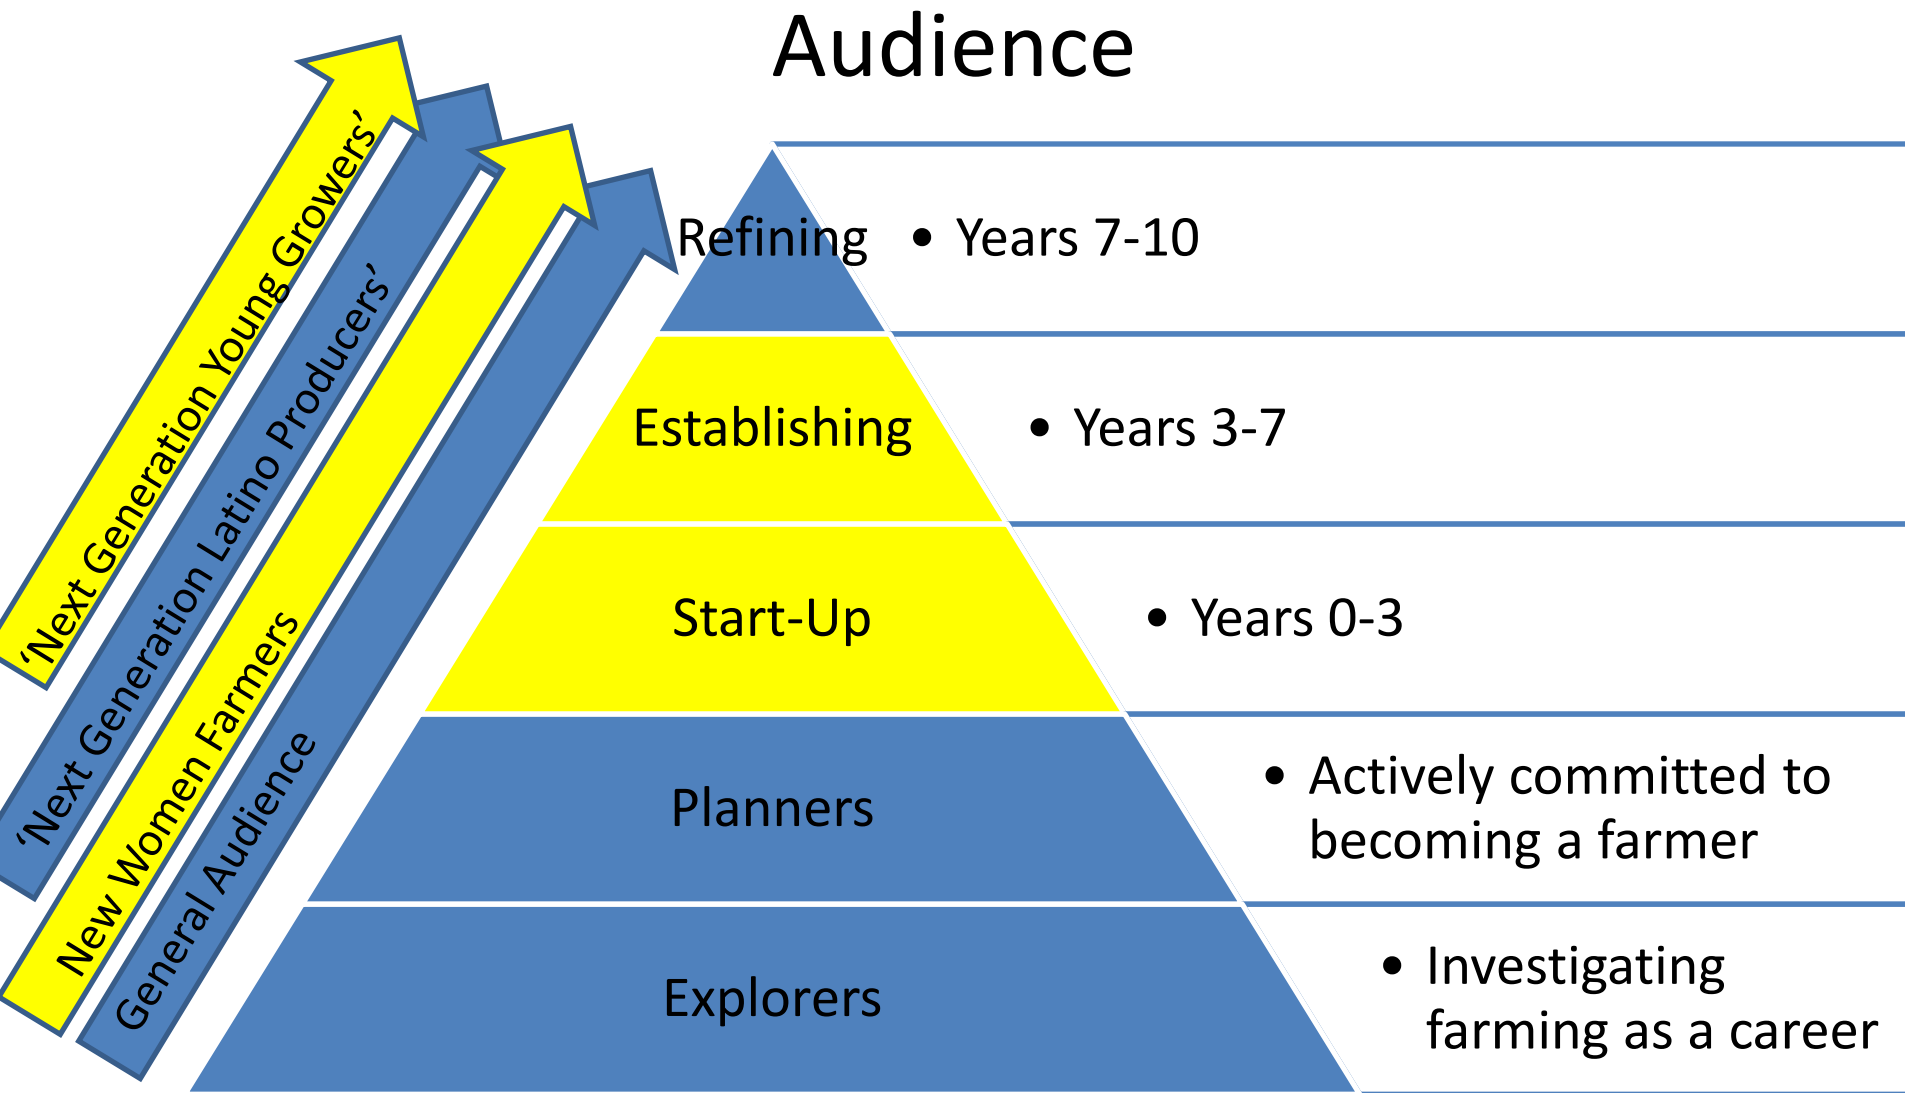 Audience
‘Next Generation Young Growers’
‘Next Generation Latino Producers’
New Women Farmers
General Audience
Refining
• Years 7-10
Establishing
• Years 3-7
Start-Up
• Years 0-3
Planners
• Actively committed to
becoming a farmer
Explorers
• Investigating
farming as a career